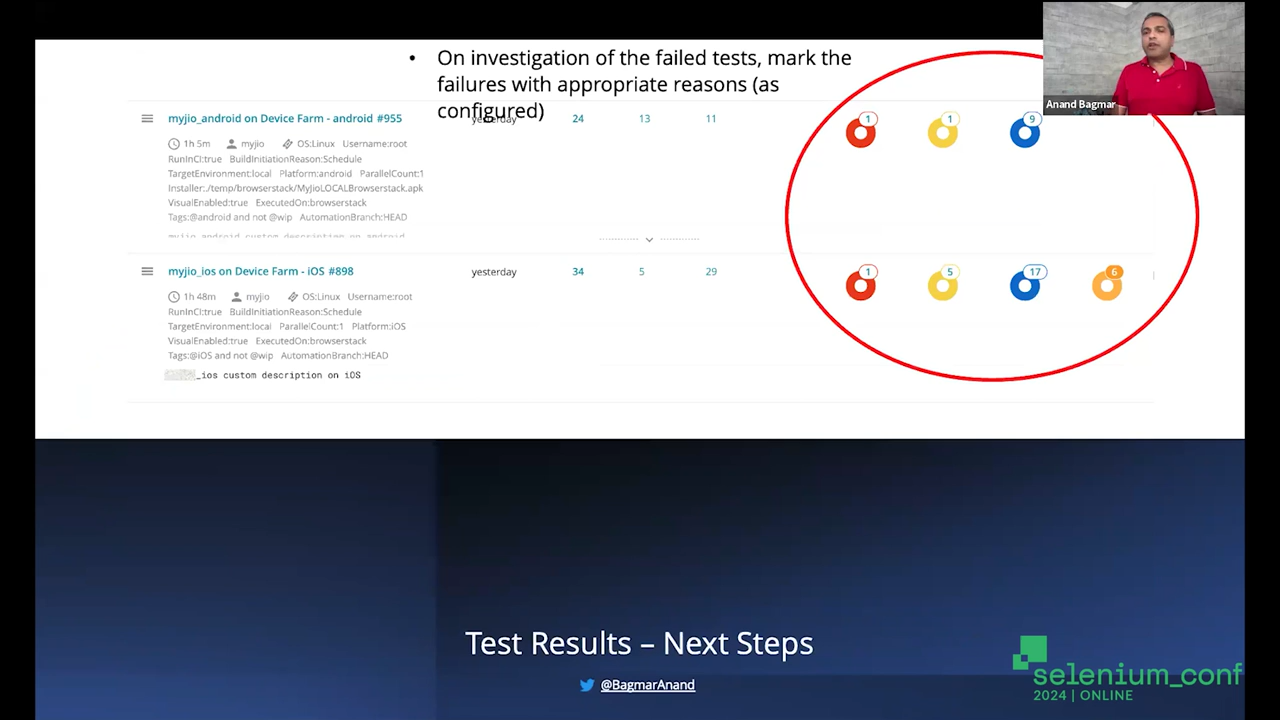 • On investigation of the failed tests, mark the
failures with appropriate reasons (as
configured)
Anand Bagmar
myjio_android on Device Farm - android #955
yesterday
24
13
11
1
1
9
1h 5m myjio OS:Linux Username:root
RunInCI:true BuildInitiationReason:Schedule
TargetEnvironment:local Platform:android ParallelCount:1
Installer:./temp/browserstack/MyJioLOCALBrowserstack.apk
VisualEnabled:true ExecutedOn:browserstack
Tags:@android and not @wip AutomationBranch:HEAD
myjio_ios on Device Farm - iOS #898
yesterday
34
5
29
1
5
17
6
1h 48m myjio OS:Linux Username:root
RunInCI:true BuildInitiationReason:Schedule
TargetEnvironment:local ParallelCount:1 Platform:iOS
VisualEnabled:true ExecutedOn:browserstack
Tags:@iOS and not @wip AutomationBranch:HEAD
_ios custom description on iOS
Test Results – Next Steps
@BagmarAnand
selenium_conf
2024 | ONLINE